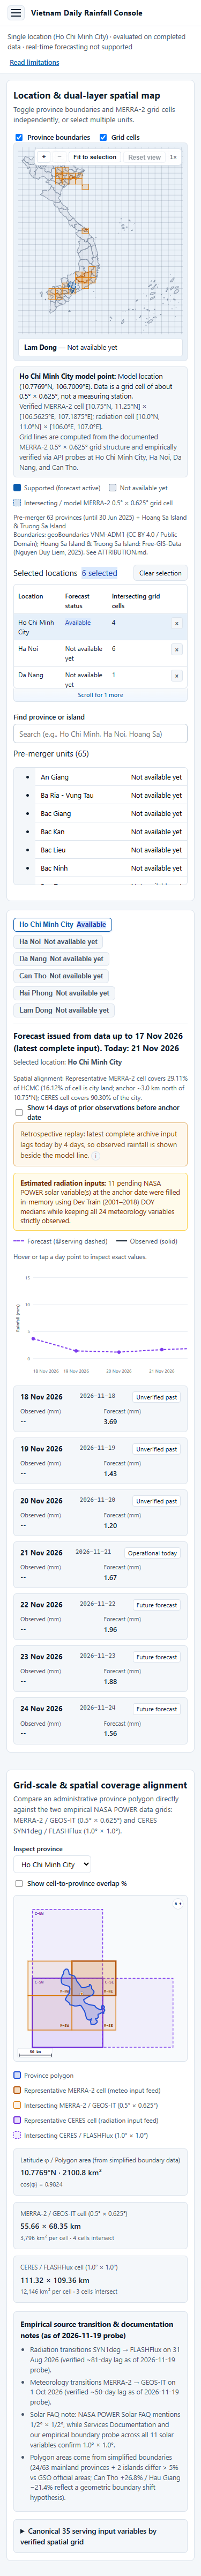 Vietnam Daily Rainfall Console
Single location (Ho Chi Minh City) · evaluated on completed
data · real-time forecasting not supported
Read limitations
Location & dual-layer spatial map
Toggle province boundaries and MERRA-2 grid cells
independently, or select multiple units.
Province boundaries
Grid cells
+
−
Fit to selection
Reset view
1×
Lam Dong — Not available yet
Ho Chi Minh City model point: Model location
(10.7769°N, 106.7009°E). Data is a grid cell of about
0.5° × 0.625°, not a measuring station.
Verified MERRA-2 cell [10.75°N, 11.25°N] ×
[106.5625°E, 107.1875°E]; radiation cell [10.0°N,
11.0°N] × [106.0°E, 107.0°E].
Grid lines are computed from the documented
MERRA-2 0.5° × 0.625° grid structure and empirically
verified via API probes at Ho Chi Minh City, Ha Noi, Da
Nang, and Can Tho.
Supported (forecast active)
Not available yet
Intersecting / model MERRA-2 0.5° × 0.625° grid cell
Pre-merger 63 provinces (until 30 Jun 2025) + Hoang Sa Island
& Truong Sa Island
Boundaries: geoBoundaries VNM-ADM1 (CC BY 4.0 / Public
Domain); Hoang Sa Island & Truong Sa Island: Free-GIS-Data
(Nguyen Duy Liem, 2025). See ATTRIBUTION.md.
Selected locations 6 selected
Clear selection
Location Forecast status Intersecting grid cells
Ho Chi Minh City Available 4 ×
Ha Noi Not available yet 6 ×
Da Nang Not available yet 1 ×
Scroll for 1 more
Find province or island
Search (e.g., Ho Chi Minh, Ha Noi, Hoang Sa)
Pre-merger units (65)
• An Giang Not available yet
• Ba Ria - Vung Tau Not available yet
• Bac Giang Not available yet
• Bac Kan Not available yet
• Bac Lieu Not available yet
• Bac Ninh Not available yet
Ho Chi Minh City Available
Ha Noi Not available yet
Da Nang Not available yet
Can Tho Not available yet
Hai Phong Not available yet
Lam Dong Not available yet
Forecast issued from data up to 17 Nov 2026
(latest complete input). Today: 21 Nov 2026
Selected location: Ho Chi Minh City
Spatial alignment: Representative MERRA-2 cell covers 29.11%
of HCMC (16.12% of cell is city land; anchor ~3.0 km north of
10.75°N); CERES cell covers 90.30% of the city.
Show 14 days of prior observations before anchor
date
Retrospective replay: latest complete archive input
lags today by 4 days, so observed rainfall is shown
beside the model line. i
Estimated radiation inputs: 11 pending NASA
POWER solar variable(s) at the anchor date were filled
in-memory using Dev Train (2001–2018) DOY
medians while keeping all 24 meteorology variables
strictly observed.
Forecast (@serving dashed)
Observed (solid)
Hover or tap a day point to inspect exact values.
15
10
5
0
Rainfall (mm)
18 Nov 2026 19 Nov 2026 20 Nov 2026 21 Nov 2026
18 Nov 2026 2026-11-18 Unverified past
Observed (mm) Forecast (mm)
-- 3.69
19 Nov 2026 2026-11-19 Unverified past
Observed (mm) Forecast (mm)
-- 1.43
20 Nov 2026 2026-11-20 Unverified past
Observed (mm) Forecast (mm)
-- 1.20
21 Nov 2026 2026-11-21 Operational today
Observed (mm) Forecast (mm)
-- 1.67
22 Nov 2026 2026-11-22 Future forecast
Observed (mm) Forecast (mm)
-- 1.96
23 Nov 2026 2026-11-23 Future forecast
Observed (mm) Forecast (mm)
-- 1.88
24 Nov 2026 2026-11-24 Future forecast
Observed (mm) Forecast (mm)
-- 1.56
Grid-scale & spatial coverage alignment
Compare an administrative province polygon directly
against the two empirical NASA POWER data grids:
MERRA-2 / GEOS-IT (0.5° × 0.625°) and CERES
SYN1deg / FLASHFlux (1.0° × 1.0°).
Inspect province
Ho Chi Minh City
Show cell-to-province overlap %
N ↑
C-NW
C-SW
C-SE
M-NW
M-NE
M-SW
M-SE
30 km
Province polygon
Representative MERRA-2 cell (meteo input feed)
Intersecting MERRA-2 / GEOS-IT (0.5° × 0.625°)
Representative CERES cell (radiation input feed)
Intersecting CERES / FLASHFlux (1.0° × 1.0°)
Latitude φ / Polygon area (from simplified boundary data)
10.7769°N · 2100.8 km²
cos(φ) = 0.9824
MERRA-2 / GEOS-IT cell (0.5° × 0.625°)
55.66 × 68.35 km
3,796 km² per cell · 4 cells intersect
CERES / FLASHFlux cell (1.0° × 1.0°)
111.32 × 109.36 km
12,146 km² per cell · 3 cells intersect
Empirical source transition & documentation
notes (as of 2026-11-19 probe)
• Radiation transitions SYN1deg → FLASHFlux on 31
Aug 2026 (verified ~81-day lag as of 2026-11-19
probe).
• Meteorology transitions MERRA-2 → GEOS-IT on
1 Oct 2026 (verified ~50-day lag as of 2026-11-19
probe).
• Solar FAQ note: NASA POWER Solar FAQ mentions
1/2° × 1/2°, while Services Documentation and
our empirical boundary probe across all 11 solar
variables confirm 1.0° × 1.0°.
• Polygon areas come from simplified boundaries
(24/63 mainland provinces + 2 islands differ > 5%
vs GSO official areas; Can Tho +26.8% / Hau Giang
−21.4% reflect a geometric boundary shift
hypothesis).
▶ Canonical 35 serving input variables by
verified spatial grid